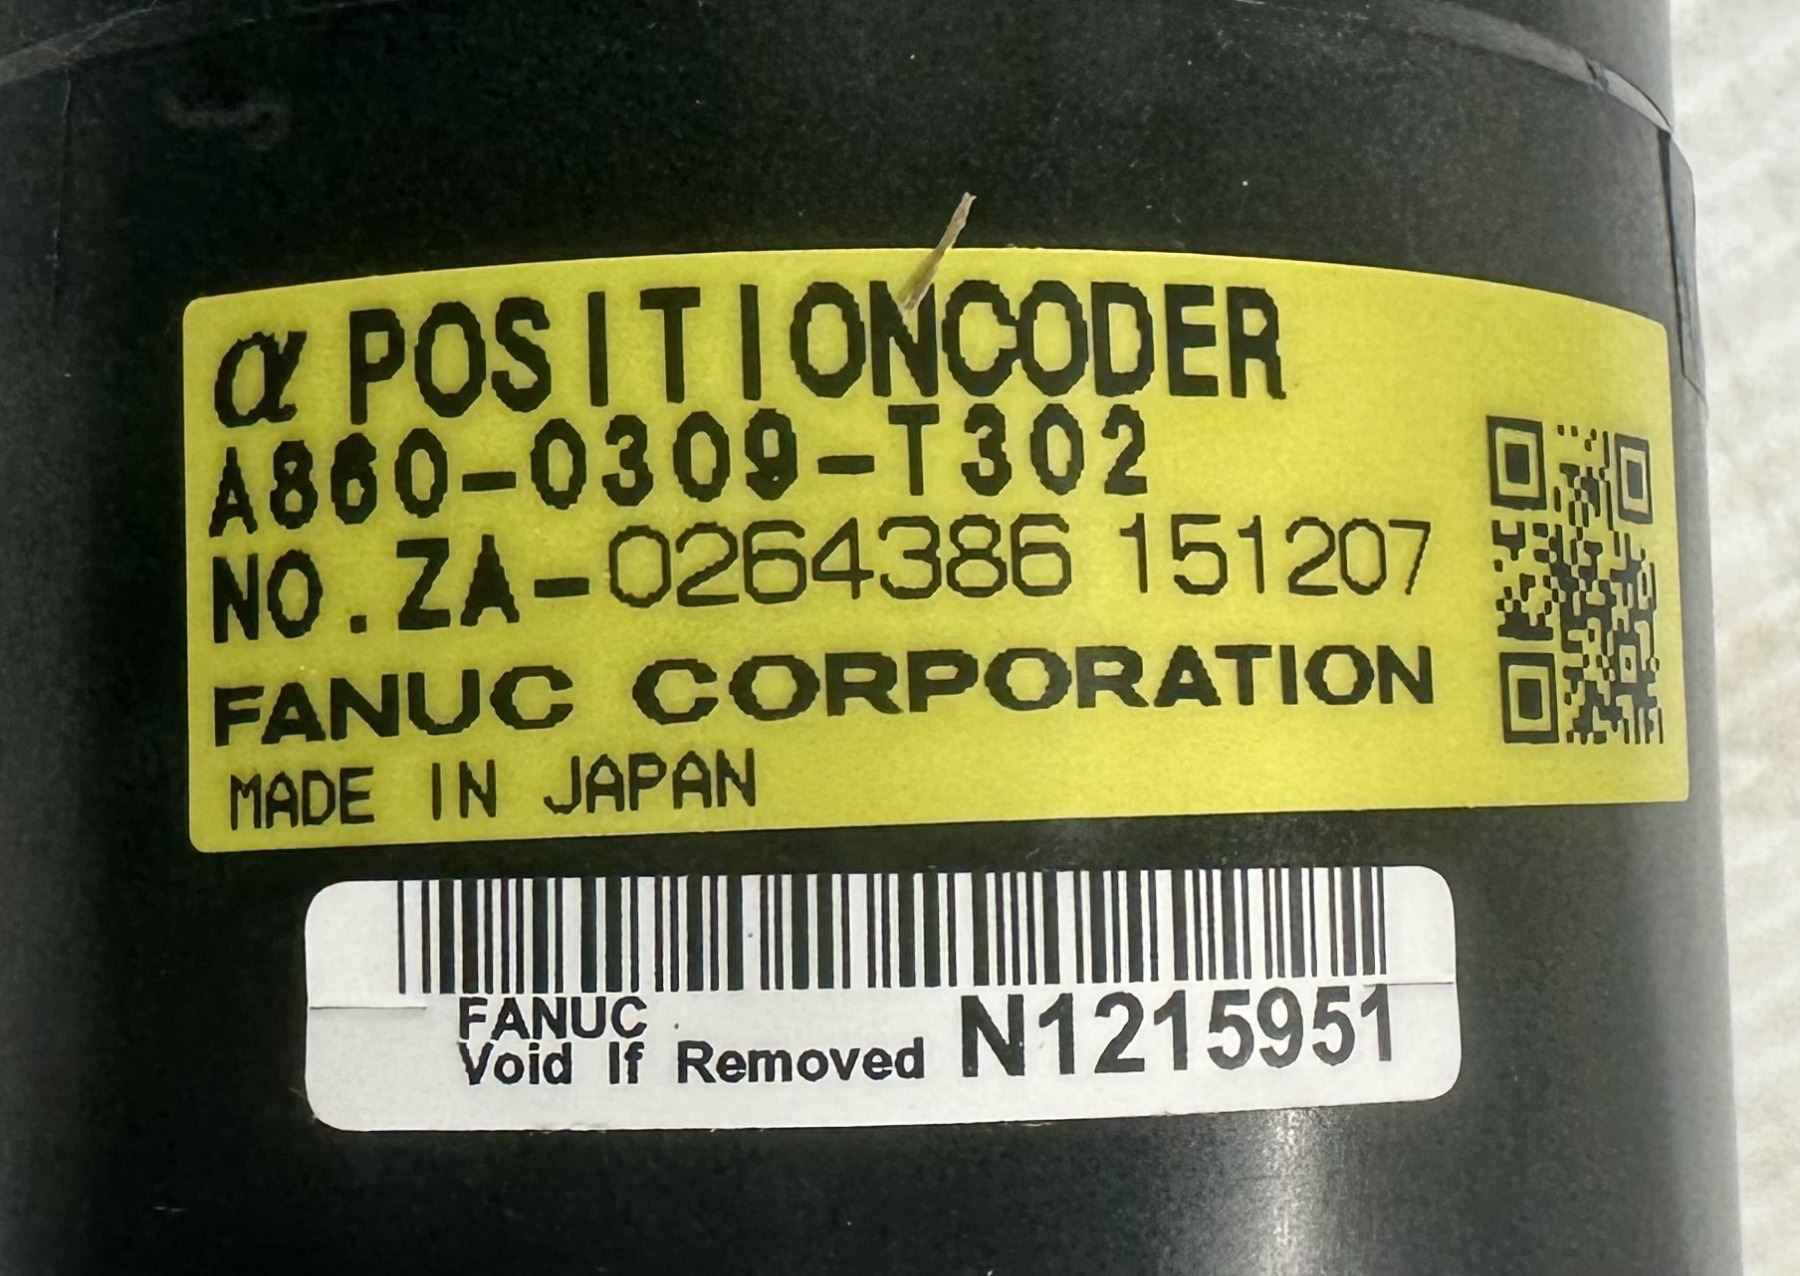 α POSITIONCODER
A860-0309-T302
NO.ZA-0264386 151207
FANUC CORPORATION
MADE IN JAPAN
FANUC
Void If Removed N1215951